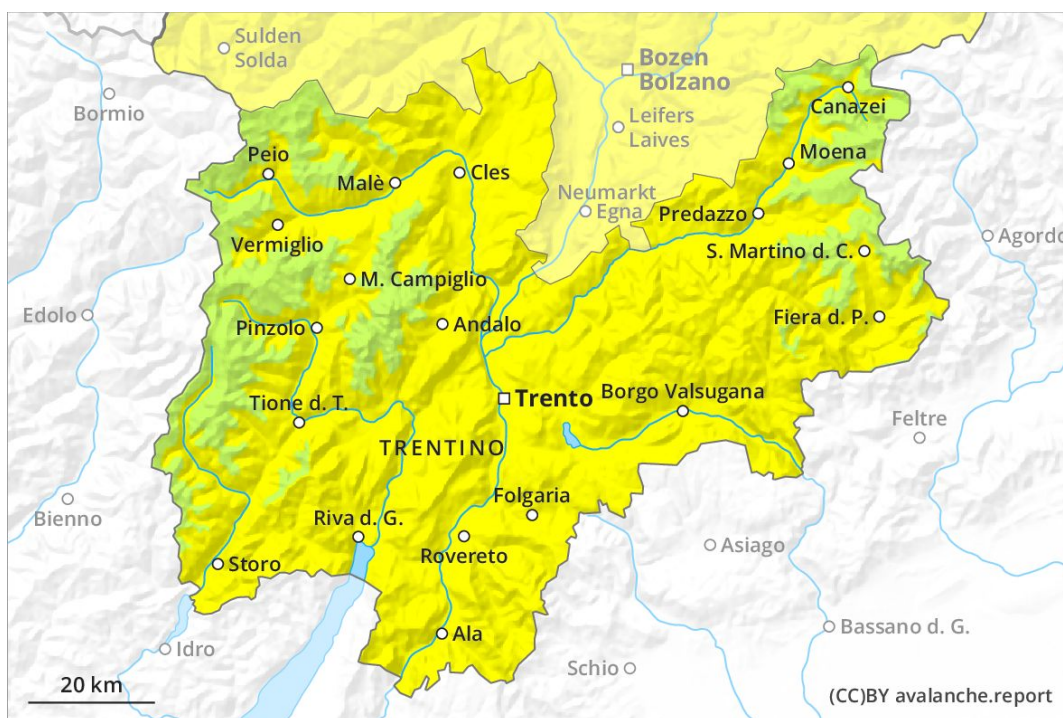 Sulden
Solda
Bozen
Bolzano
Bormio
Canazei
Leifers
Laives
Peio
Malè
Cles
Moena
Neumarkt
Egna
Predazzo
Vermiglio
Agordo
S. Martino d. C.
M. Campiglio
Edolo
Pinzolo
Andalo
Fiera d. P.
Trento
Borgo Valsugana
Tione d. T.
Feltre
TRENTINO
Bienno
Folgaria
Riva d. G.
Rovereto
Asiago
Storo
Ala
Bassano d. G.
Idro
Schio
20 km
(CC)BY avalanche.report